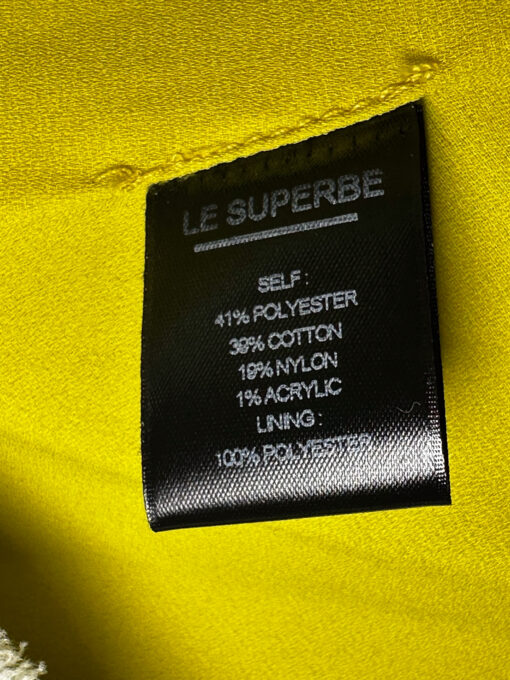 LE SUPERBE
SELF :
41% POLYESTER
39% COTTON
19% NYLON
1% ACRYLIC
LINING :
100% POLYESTER